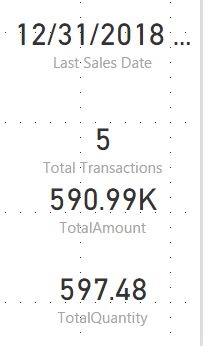 12/31/2018 ...
Last Sales Date
5
Total Transactions
590.99K
TotalAmount
597.48
TotalQuantity